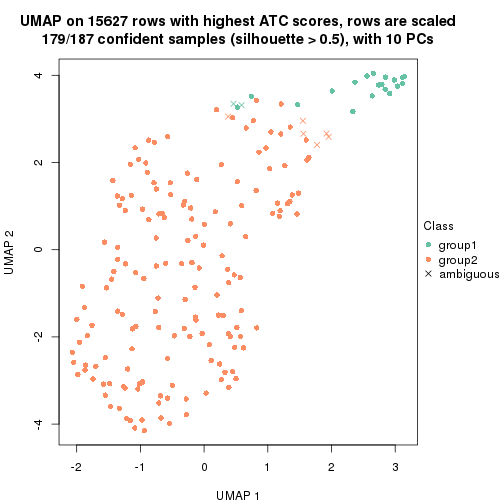 UMAP on 15627 rows with highest ATC scores, rows are scaled
179/187 confident samples (silhouette > 0.5), with 10 PCs
4
2
0
-2
-4
UMAP 2
-2
-1
0
1
2
3
UMAP 1
Class
group1
group2
ambiguous